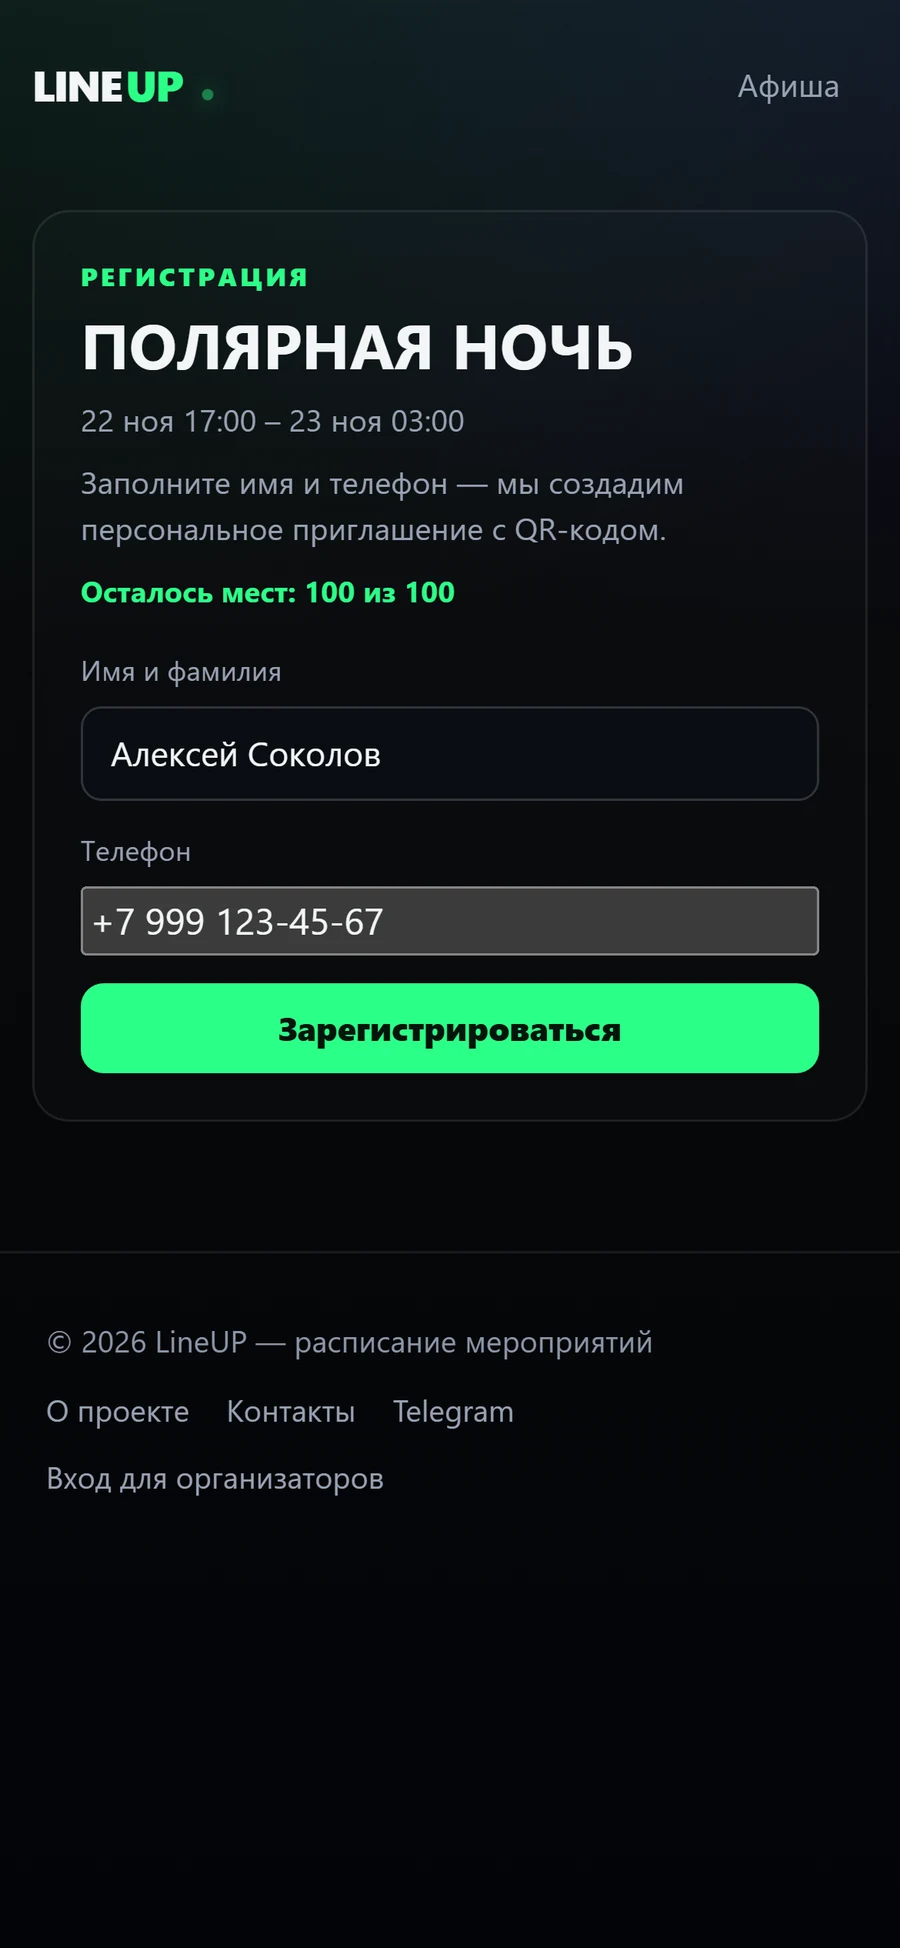 LINEUP
Афиша
РЕГИСТРАЦИЯ
ПОЛЯРНАЯ НОЧЬ
22 ноя 17:00 – 23 ноя 03:00
Заполните имя и телефон — мы создадим
персональное приглашение с QR-кодом.
Осталось мест: 100 из 100
Имя и фамилия
Алексей Соколов
Телефон
+7 999 123-45-67
Зарегистрироваться
© 2026 LineUP — расписание мероприятий
О проекте Контакты Telegram
Вход для организаторов